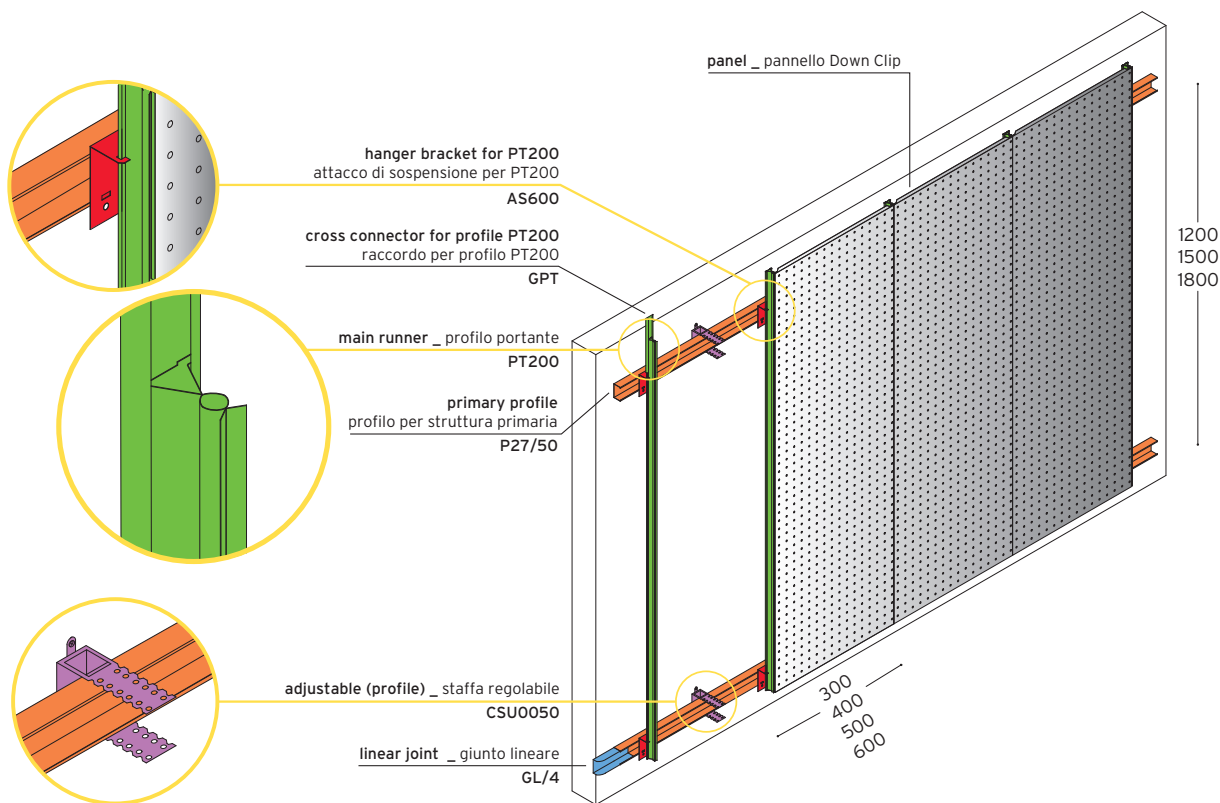 panel _ pannello Down Clip
hanger bracket for PT200
attacco di sospensione per PT200
AS600
cross connector for profile PT200
raccordo per profilo PT200
GPT
main runner _ profilo portante
PT200
primary profile
profilo per struttura primaria
P27/50
adjustable (profile) _ staffa regolabile
CSU0050
linear joint _ giunto lineare
GL/4
1200
1500
1800
300
400
500
600